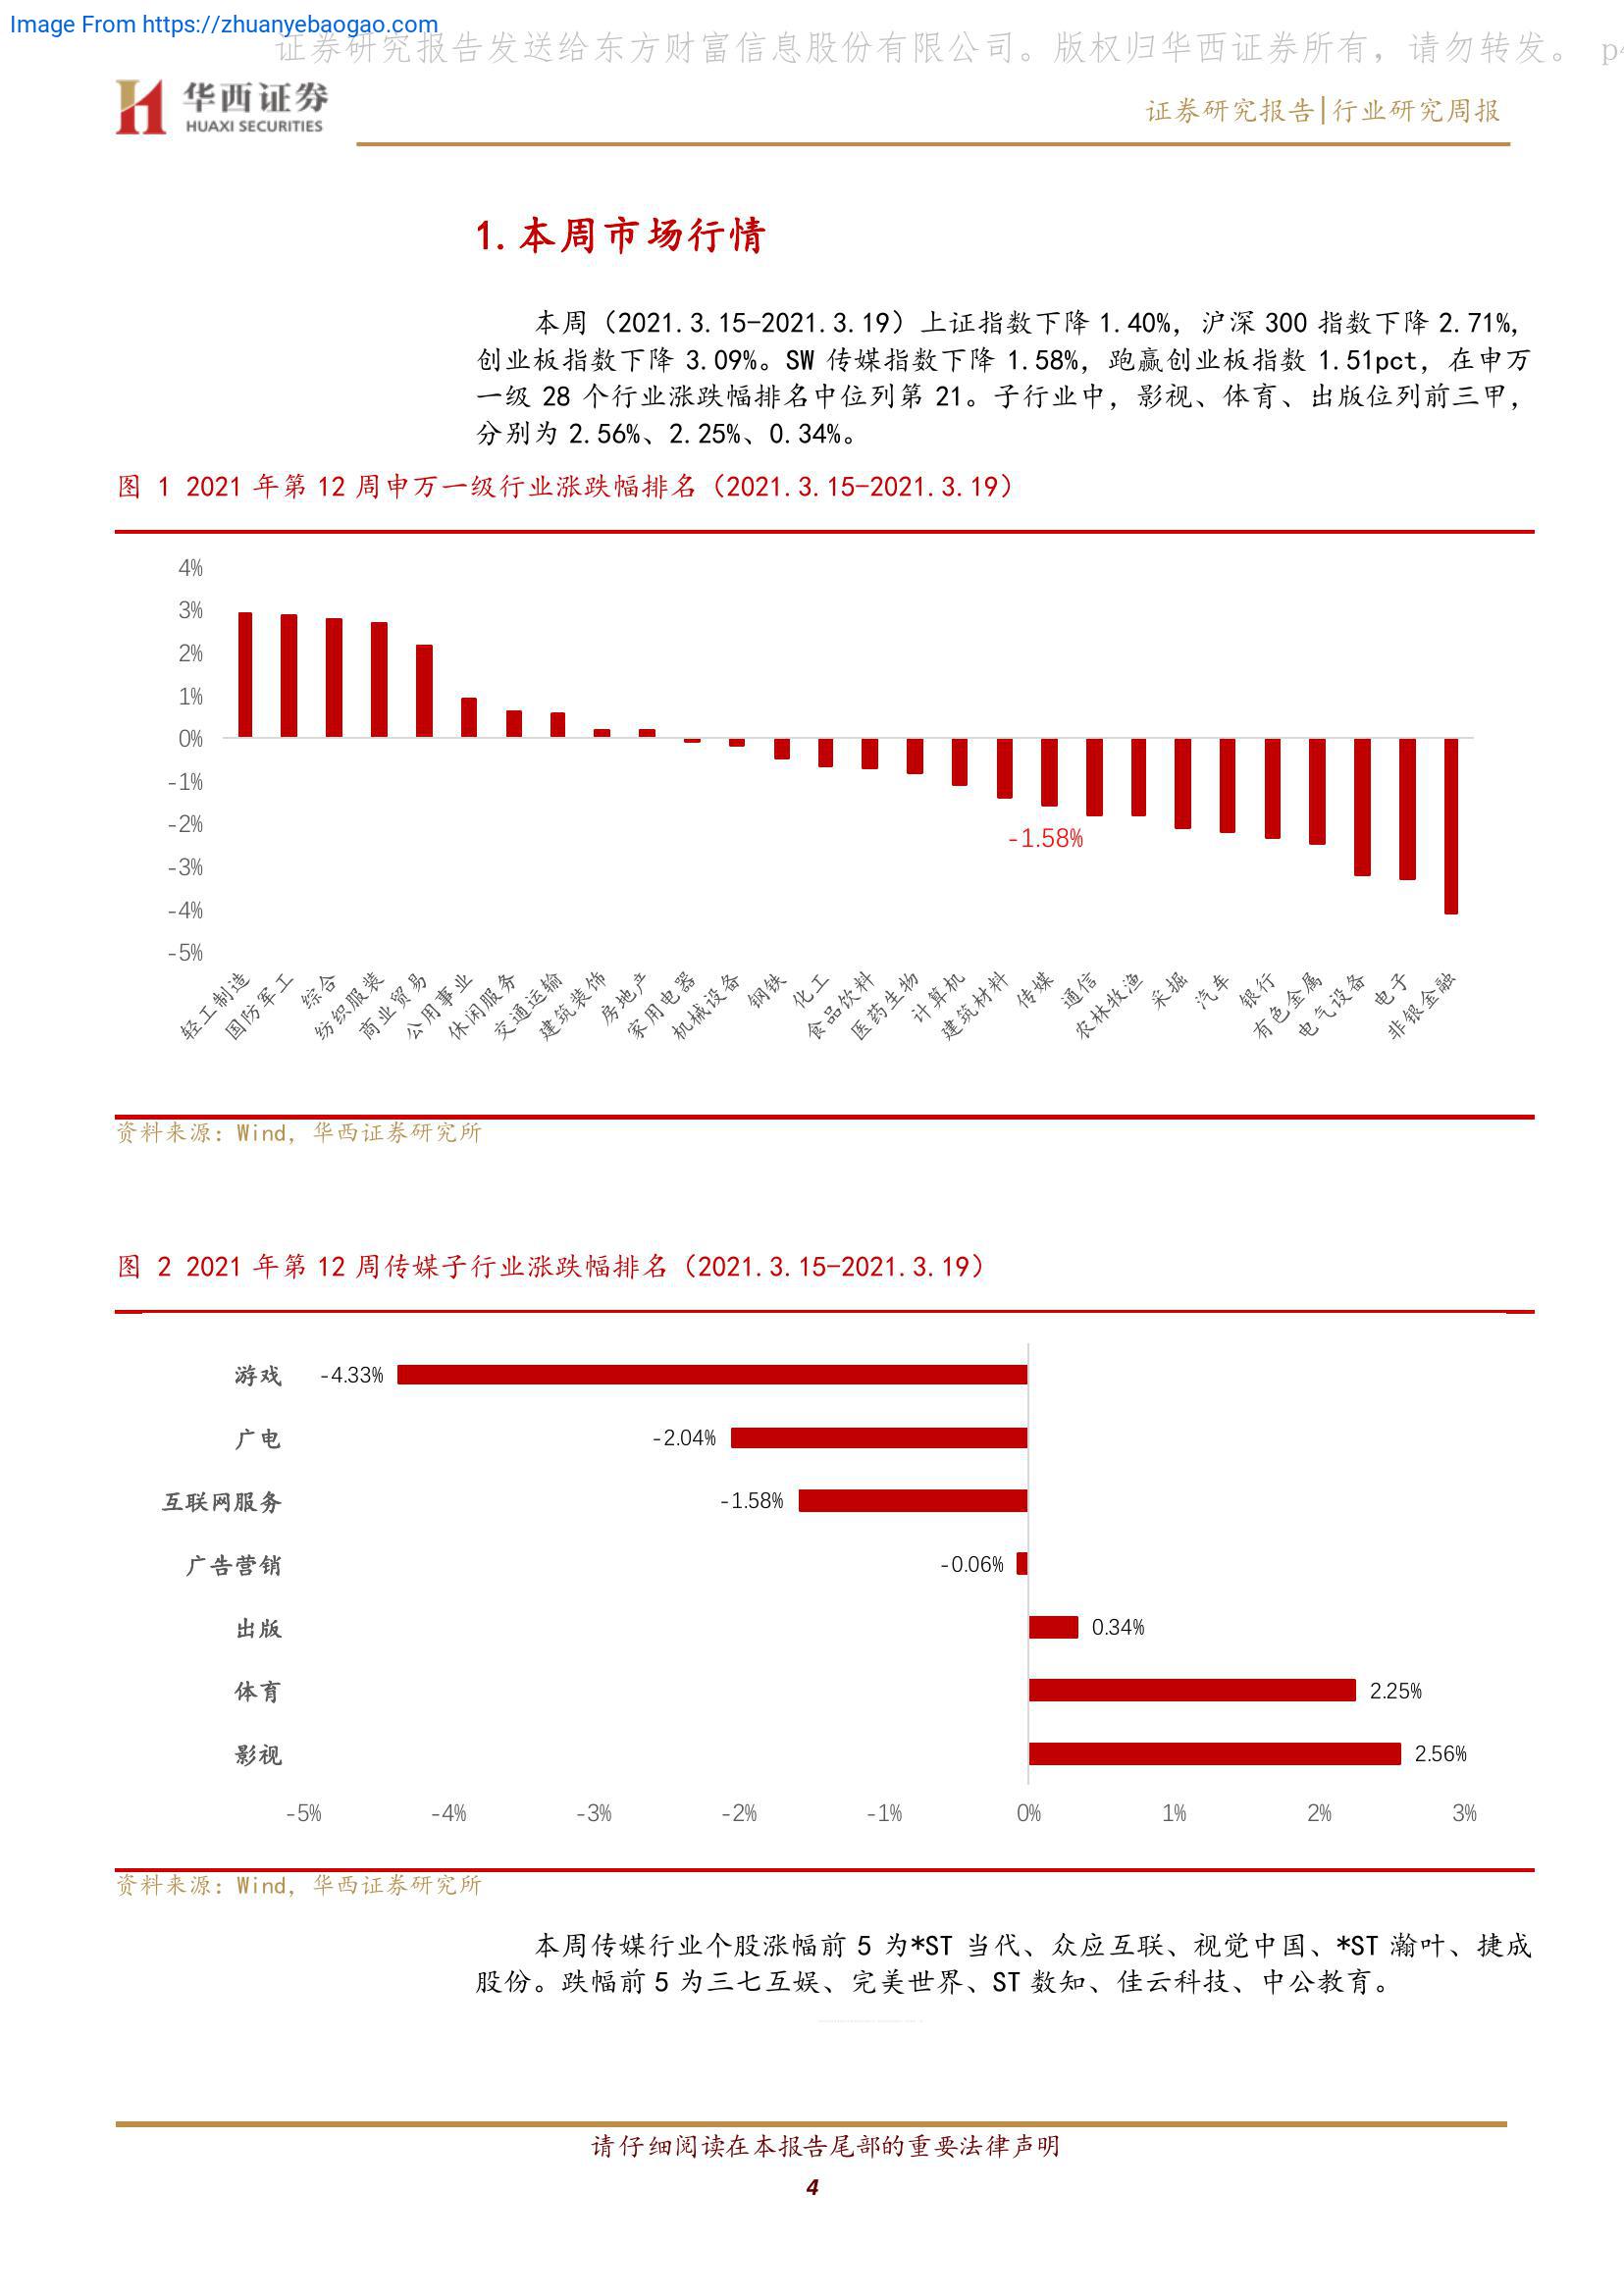 Image From https://zhuanyebaogao.com
证券研究报告发送给东方财富信息股份有限公司。版权归华西证券所有，请勿转发。 p4
华西证券
HUAXI SECURITIES
证券研究报告|行业研究周报
1.本周市场行情
本周（2021.3.15-2021.3.19）上证指数下降 1.40%，沪深 300 指数下降 2.71%，
创业板指数下降 3.09%。SW 传媒指数下降 1.58%，跑赢创业板指数 1.51pct，在申万
一级 28 个行业涨跌幅排名中位列第 21。子行业中，影视、体育、出版位列前三甲，
分别为 2.56%、2.25%、0.34%。
图 1 2021 年第 12 周申万一级行业涨跌幅排名（2021.3.15-2021.3.19）
4%
3%
2%
1%
0%
-1%
-2%
-3%
-4%
-5%
-1.58%
轻工制造
国防军工
综合
纺织服装
商业贸易
公用事业
休闲服务
交通运输
建筑装饰
房地产
家用电器
机械设备
钢铁
化工
食品饮料
医药生物
计算机
建筑材料
传媒
通信
农林牧渔
采掘
汽车
银行
有色金属
电气设备
电子
非银金融
资料来源：Wind，华西证券研究所
图 2 2021 年第 12 周传媒子行业涨跌幅排名（2021.3.15-2021.3.19）
游戏 -4.33%
广电 -2.04%
互联网服务 -1.58%
广告营销 -0.06%
出版 0.34%
体育 2.25%
影视 2.56%
-5% -4% -3% -2% -1% 0% 1% 2% 3%
资料来源：Wind，华西证券研究所
本周传媒行业个股涨幅前 5 为*ST 当代、众应互联、视觉中国、*ST 瀚叶、捷成
股份。跌幅前 5 为三七互娱、完美世界、ST 数知、佳云科技、中公教育。
请仔细阅读在本报告尾部的重要法律声明
4